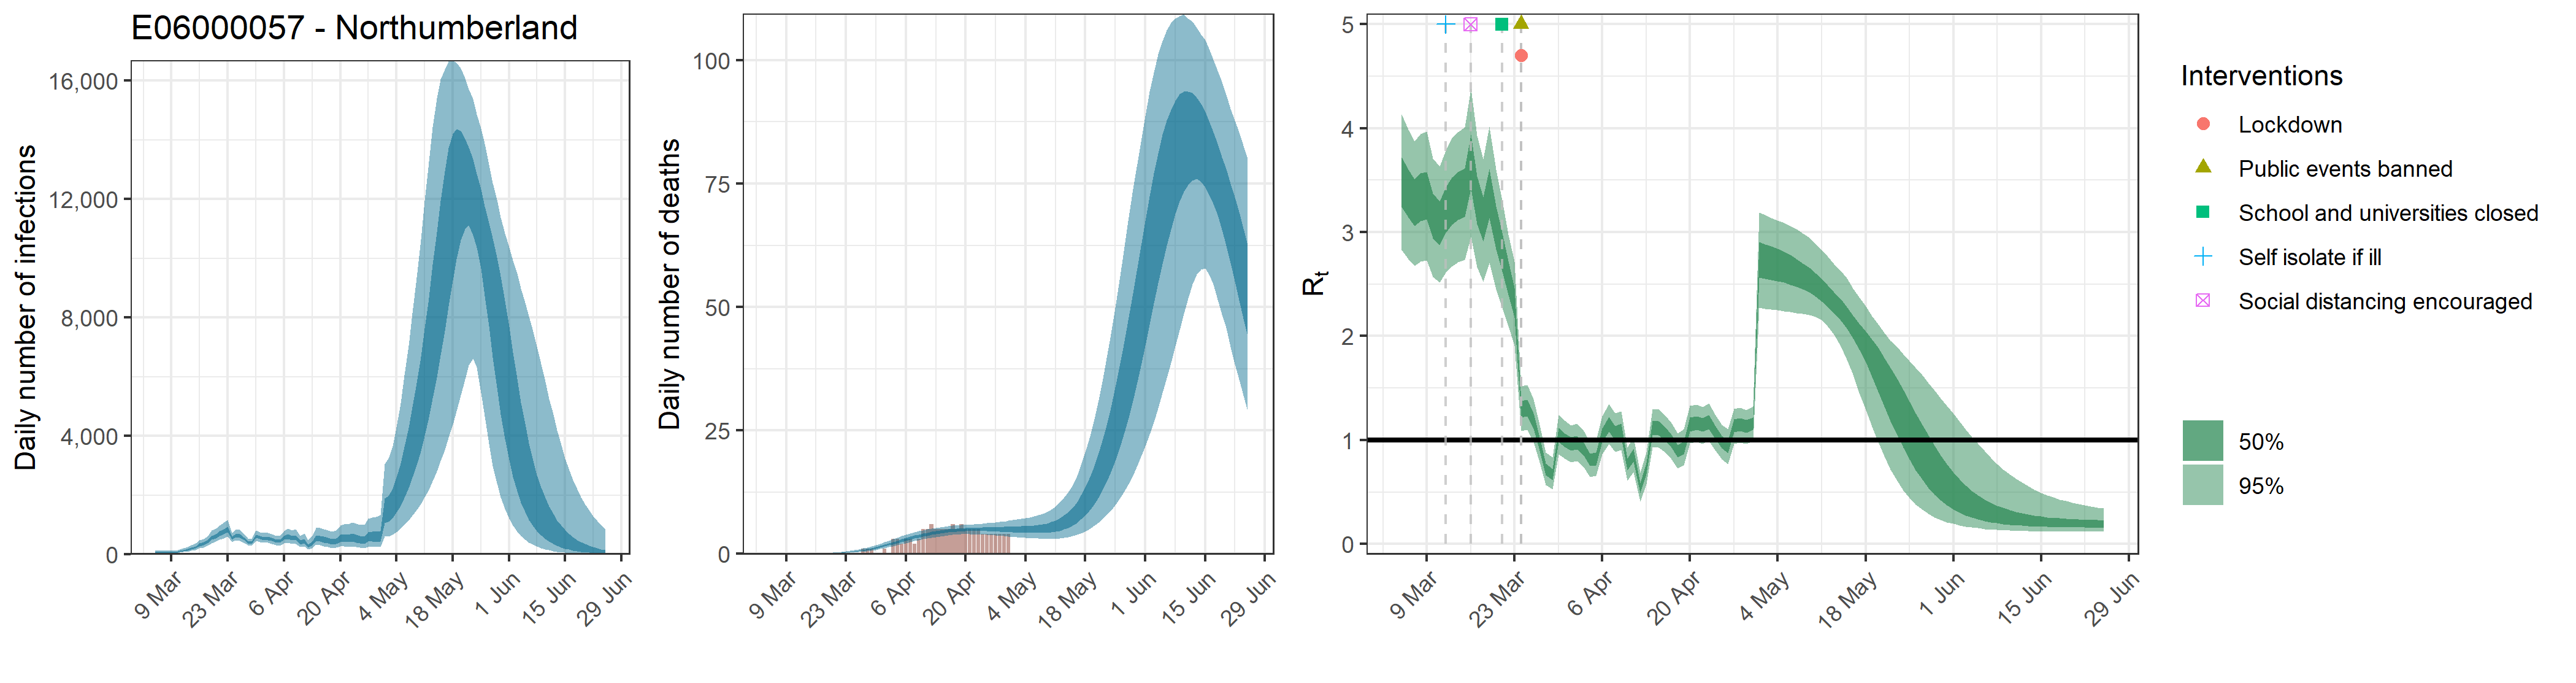 E06000057 - Northumberland
Daily number of infections
16,000
12,000
8,000
4,000
0
9 Mar
23 Mar
6 Apr
20 Apr
4 May
18 May
1 Jun
15 Jun
29 Jun
Daily number of deaths
100
75
50
25
0
9 Mar
23 Mar
6 Apr
20 Apr
4 May
18 May
1 Jun
15 Jun
29 Jun
Rt
5
4
3
2
1
0
9 Mar
23 Mar
6 Apr
20 Apr
4 May
18 May
1 Jun
15 Jun
29 Jun
Interventions
Lockdown
Public events banned
School and universities closed
Self isolate if ill
Social distancing encouraged
50%
95%